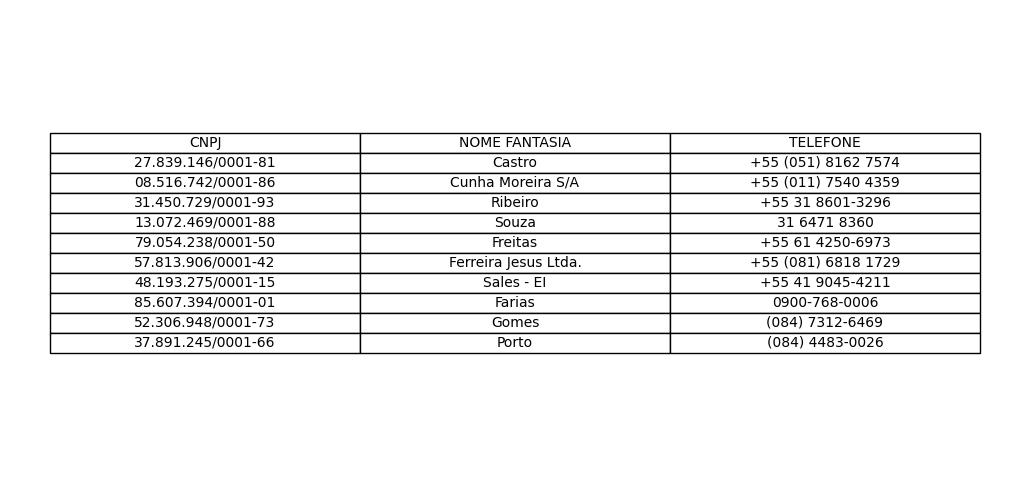 CNPJ NOME FANTASIA TELEFONE
27.839.146/0001-81 Castro +55 (051) 8162 7574
08.516.742/0001-86 Cunha Moreira S/A +55 (011) 7540 4359
31.450.729/0001-93 Ribeiro +55 31 8601-3296
13.072.469/0001-88 Souza 31 6471 8360
79.054.238/0001-50 Freitas +55 61 4250-6973
57.813.906/0001-42 Ferreira Jesus Ltda. +55 (081) 6818 1729
48.193.275/0001-15 Sales - EI +55 41 9045-4211
85.607.394/0001-01 Farias 0900-768-0006
52.306.948/0001-73 Gomes (084) 7312-6469
37.891.245/0001-66 Porto (084) 4483-0026